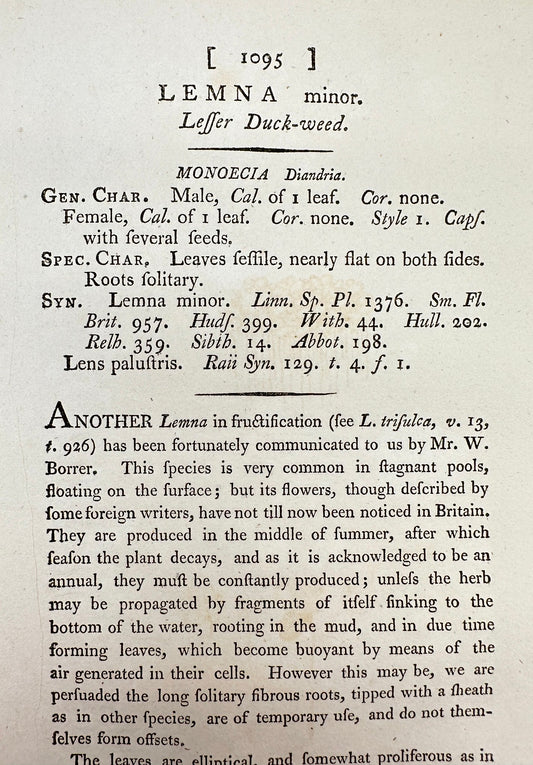 [ 1095 ]
LEMNA minor.
Leſſer Duck-weed.
MONOECIA Diandria.
GEN. CHAR. Male, Cal. of 1 leaf. Cor. none.
Female, Cal. of 1 leaf. Cor. none. Style 1. Capſ.
with ſeveral ſeeds.
SPEC. CHAR. Leaves ſeſſile, nearly flat on both ſides.
Roots ſolitary.
SYN. Lemna minor. Linn. Sp. Pl. 1376. Sm. Fl.
Brit. 957. Hudſ. 399. With. 44. Hull. 202.
Relh. 359. Sibth. 14. Abbot. 198.
Lens paluſtris. Raii Syn. 129. t. 4. f. 1.
ANOTHER Lemna in fructification (ſee L. triſulca, v. 13,
t. 926) has been fortunately communicated to us by Mr. W.
Borrer. This ſpecies is very common in ſtagnant pools,
floating on the ſurface; but its flowers, though deſcribed by
ſome foreign writers, have not till now been noticed in Britain.
They are produced in the middle of ſummer, after which
ſeaſon the plant decays, and as it is acknowledged to be an
annual, they muſt be conſtantly produced; unleſs the herb
may be propagated by fragments of itſelf ſinking to the
bottom of the water, rooting in the mud, and in due time
forming leaves, which become buoyant by means of the
air generated in their cells. However this may be, we are
perſuaded the long ſolitary fibrous roots, tipped with a ſheath
as in other ſpecies, are of temporary uſe, and do not them-
ſelves form offsets.
The leaves are elliptical, and ſomewhat proliferous as in